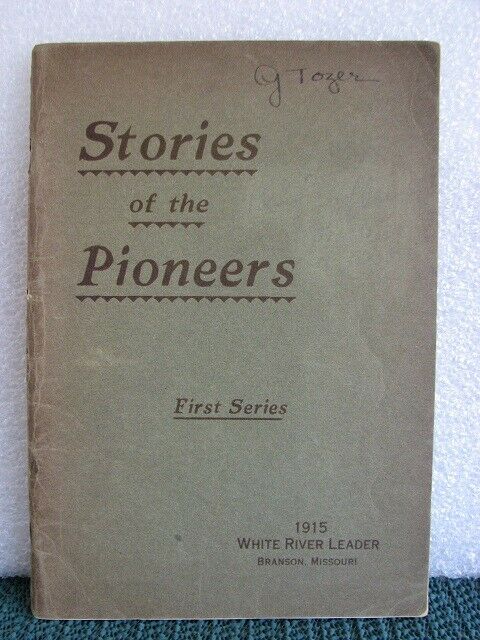 Tozer
Stories
of the
Pioneers
First Series
1915
WHITE RIVER LEADER
BRANSON, MISSOURI